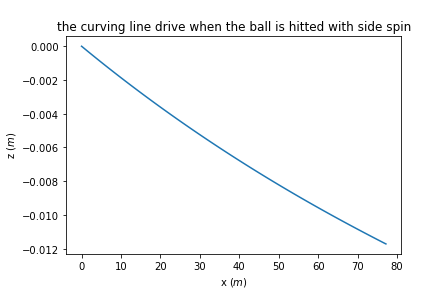 the curving line drive when the ball is hitted with side spin
0.000
−0.002
−0.004
−0.006
−0.008
−0.010
−0.012
z (m)
0 10 20 30 40 50 60 70 80
x (m)